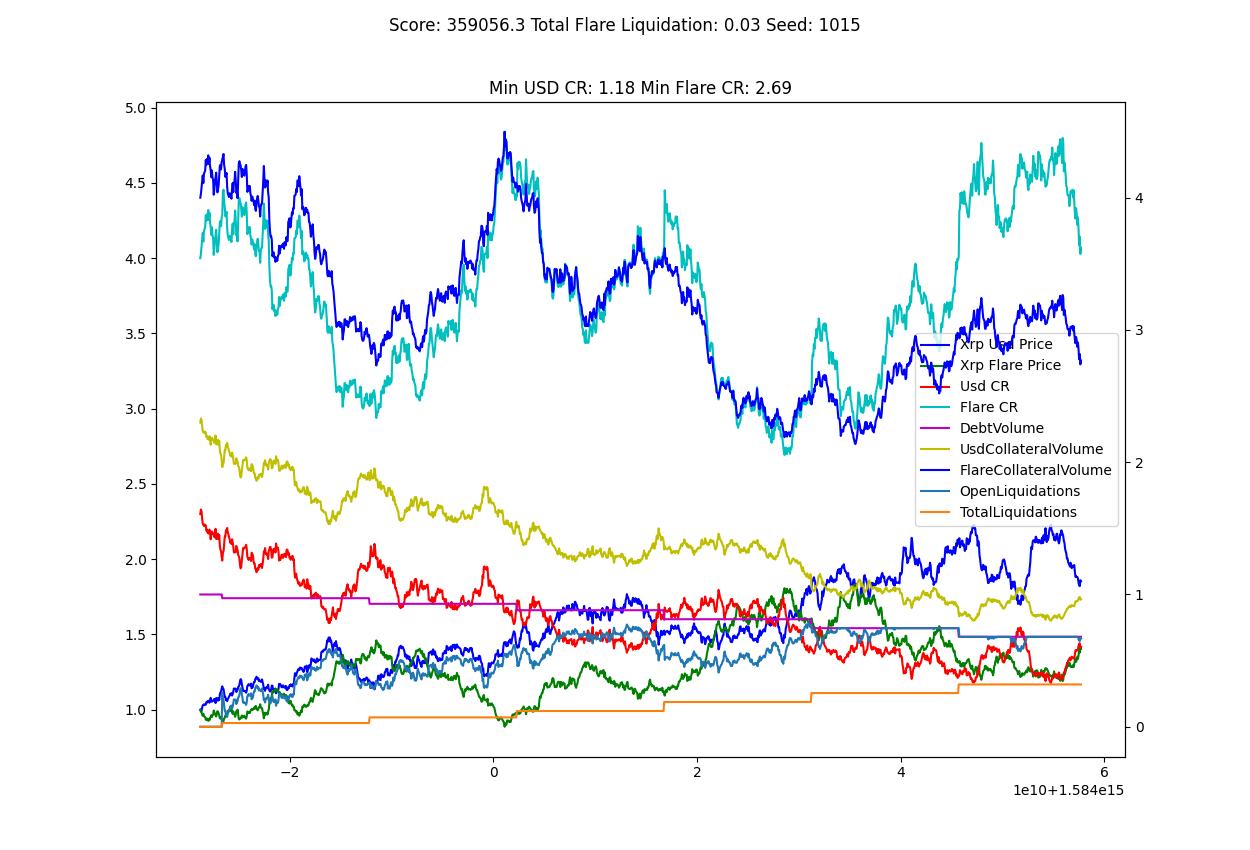 Score: 359056.3 Total Flare Liquidation: 0.03 Seed: 1015
Min USD CR: 1.18 Min Flare CR: 2.69
5.0
4.5
4.0
3.5
3.0
2.5
2.0
1.5
1.0
4
3
2
1
0
Xrp Usd Price
Xrp Flare Price
Usd CR
Flare CR
DebtVolume
UsdCollateralVolume
FlareCollateralVolume
OpenLiquidations
TotalLiquidations
−2 0 2 4 6
1e10+1.584e15